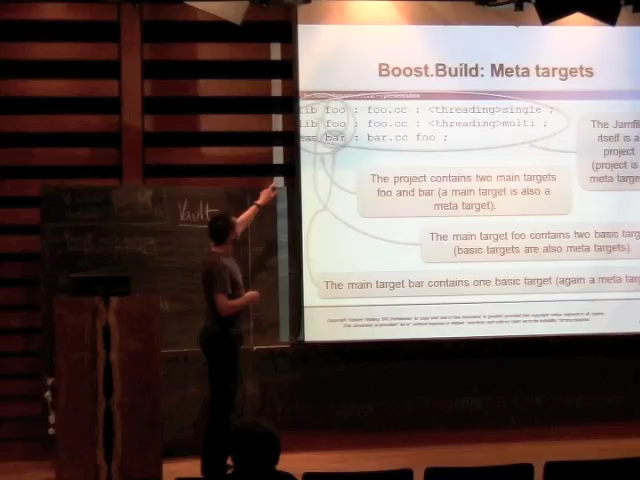 Boost.Build: Meta targets
lib foo : foo.cc : <threading>single ;
lib foo : foo.cc : <threading>multi ;
exe bar : bar.cc foo ;
The Jamfil
itself is a
project
(project is
meta targe
The project contains two main targets
foo and bar (a main target is also a
meta target).
The main target foo contains two basic targ
(basic targets are also meta targets).
The main target bar contains one basic target (again a meta targ
Vault